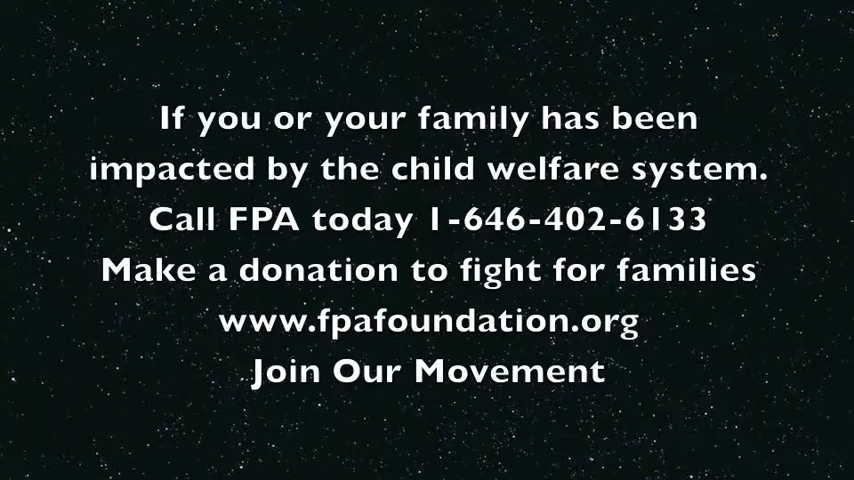 If you or your family has been
impacted by the child welfare system.
Call FPA today 1-646-402-6133
Make a donation to fight for families
www.fpafoundation.org
Join Our Movement